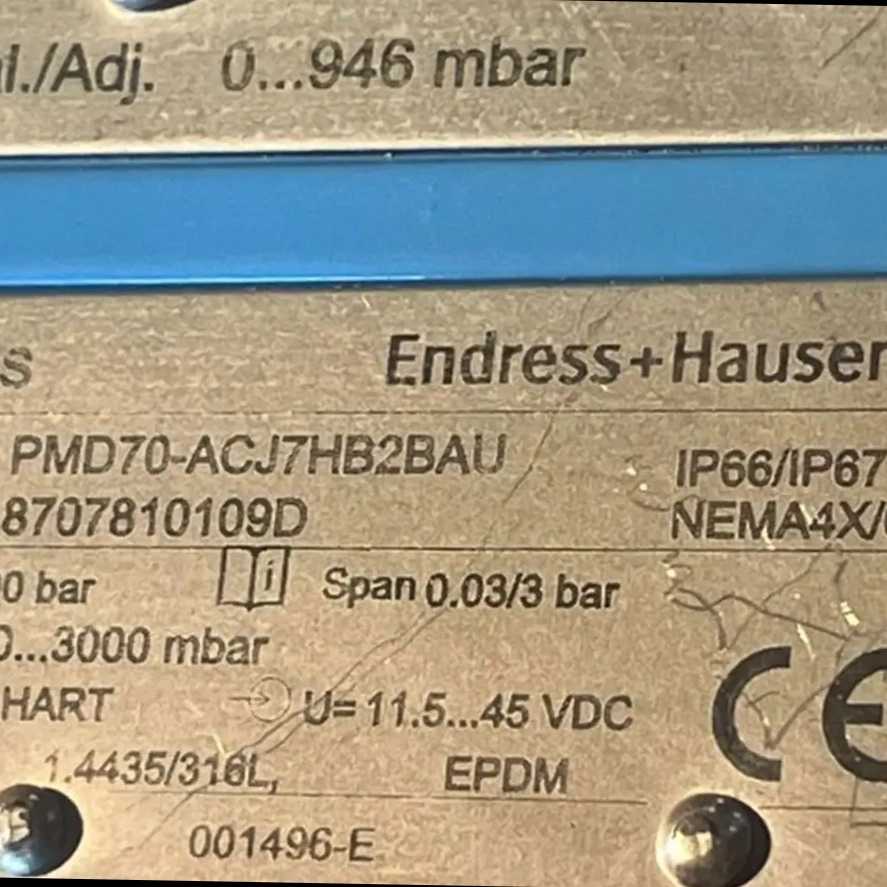 l./Adj. 0...946 mbar
s Endress+Hauser
PMD70-ACJ7HB2BAU IP66/IP67
8707810109D NEMA4X/
0 bar Span 0.03/3 bar
0...3000 mbar
HART U= 11.5...45 VDC
1.4435/316L, EPDM
001496-E
CE